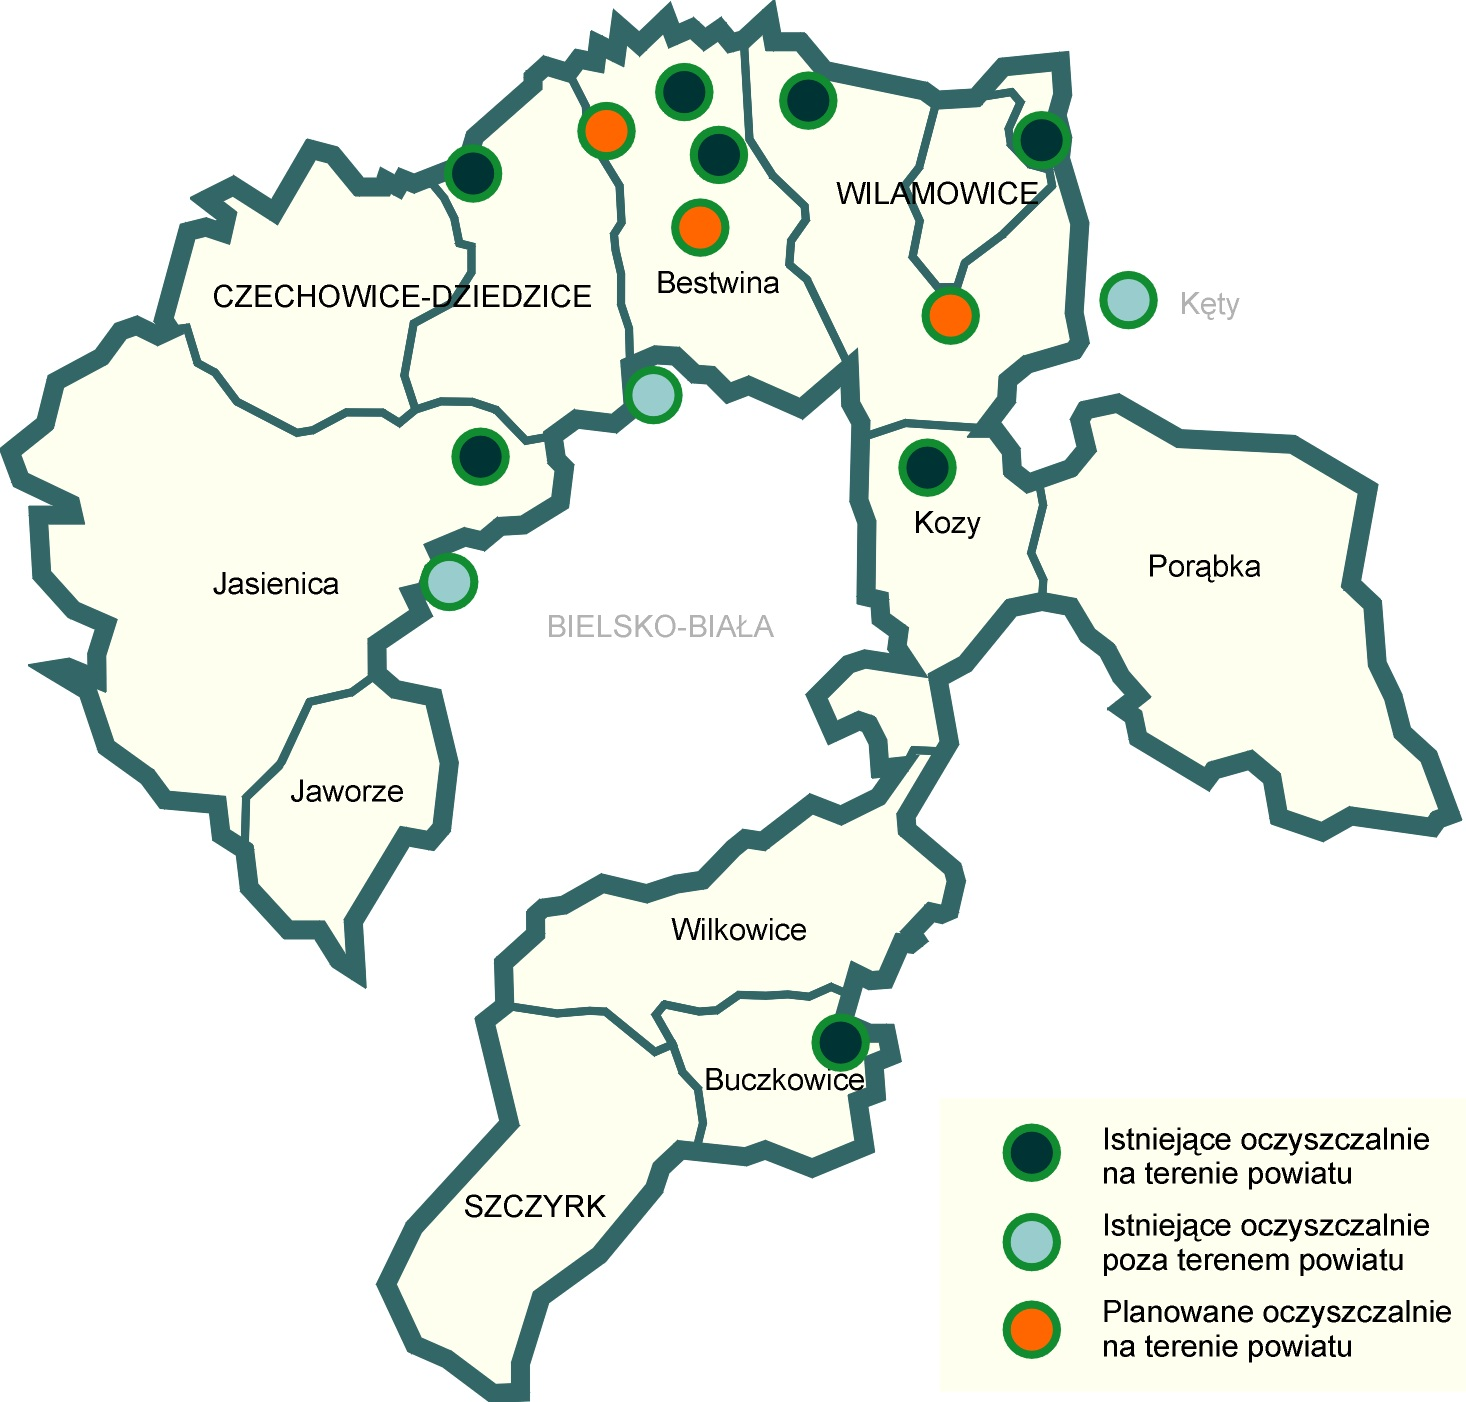 WILAMOWICE
Bestwina
CZECHOWICE-DZIEDZICE
Kęty
Kozy
Porąbka
Jasienica
BIELSKO-BIAŁA
Jaworze
Wilkowice
Buczkowice
SZCZYRK
Istniejące oczyszczalnie
na terenie powiatu
Istniejące oczyszczalnie
poza terenem powiatu
Planowane oczyszczalnie
na terenie powiatu